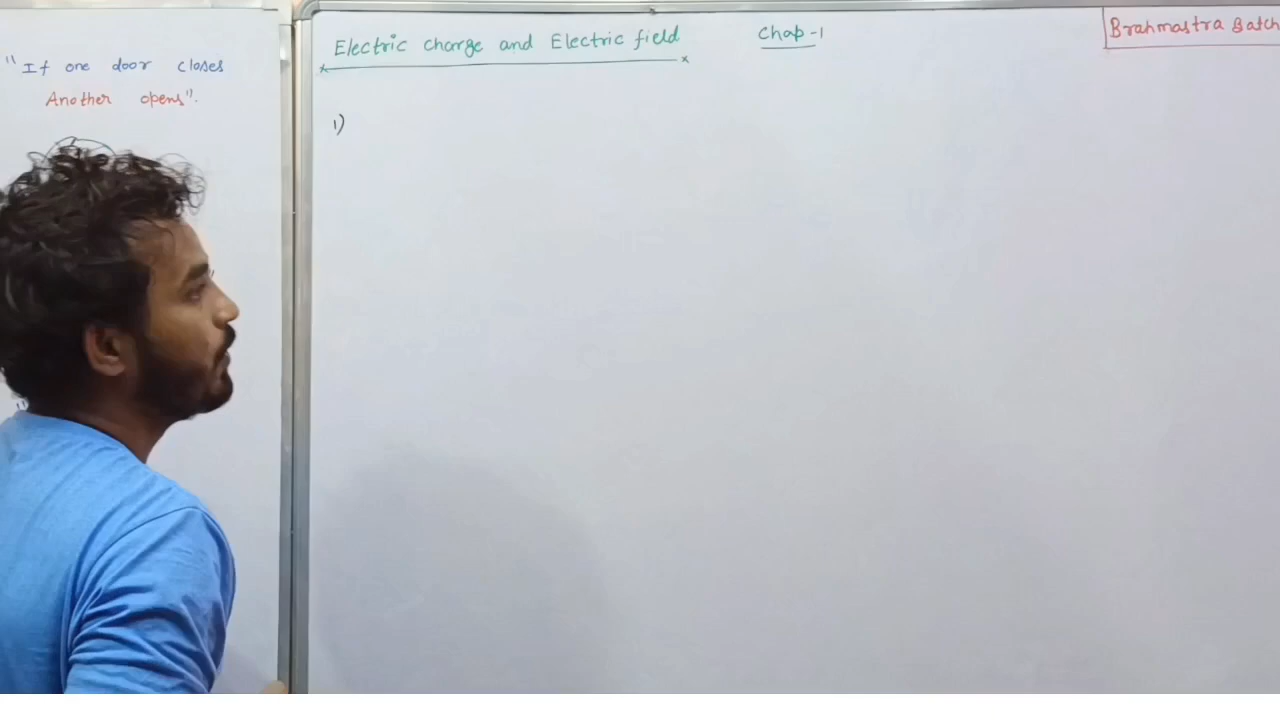 "If one door closes
Another opens".
Electric charge and Electric field
Chap-1
Brahmastra Batch
1)